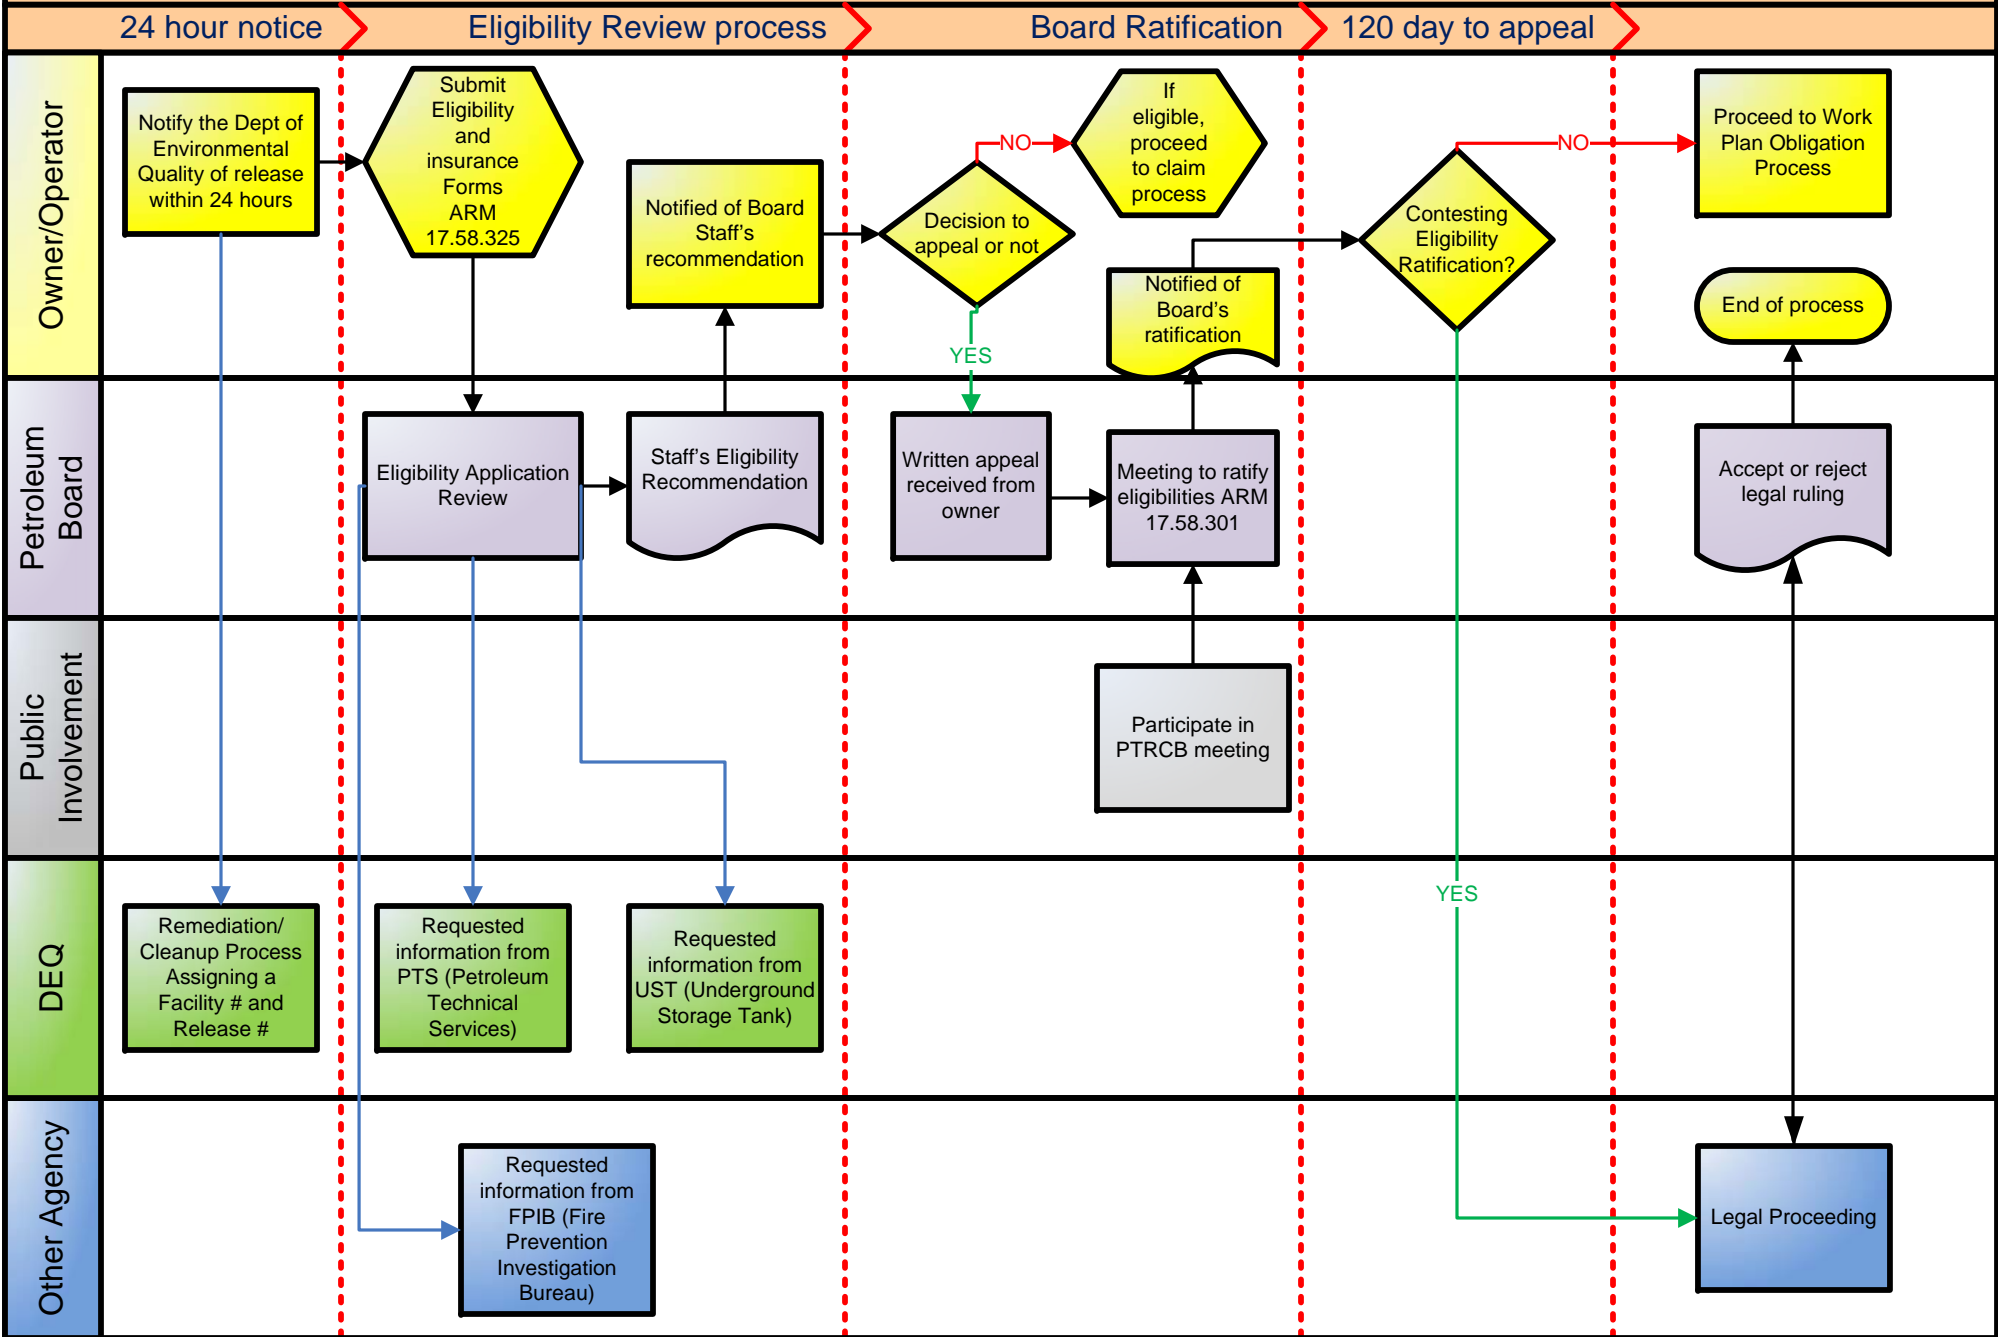 24 hour notice
Eligibility Review process
Board Ratification
120 day to appeal
Owner/Operator
Notify the Dept of
Environmental
Quality of release
within 24 hours
Submit
Eligibility
and
insurance
Forms
ARM
17.58.325
Notified of Board
Staff's
recommendation
Decision to
appeal or not
NO
YES
If
eligible,
proceed
to claim
process
Notified of
Board's
ratification
Contesting
Eligibility
Ratification?
NO
Proceed to Work
Plan Obligation
Process
End of process
Petroleum
Board
Eligibility Application
Review
Staff's Eligibility
Recommendation
Written appeal
received from
owner
Meeting to ratify
eligibilities ARM
17.58.301
Accept or reject
legal ruling
Public
Involvement
Participate in
PTRCB meeting
DEQ
Remediation/
Cleanup Process
Assigning a
Facility # and
Release #
Requested
information from
PTS (Petroleum
Technical
Services)
Requested
information from
UST (Underground
Storage Tank)
YES
Other Agency
Requested
information from
FPIB (Fire
Prevention
Investigation
Bureau)
Legal Proceeding